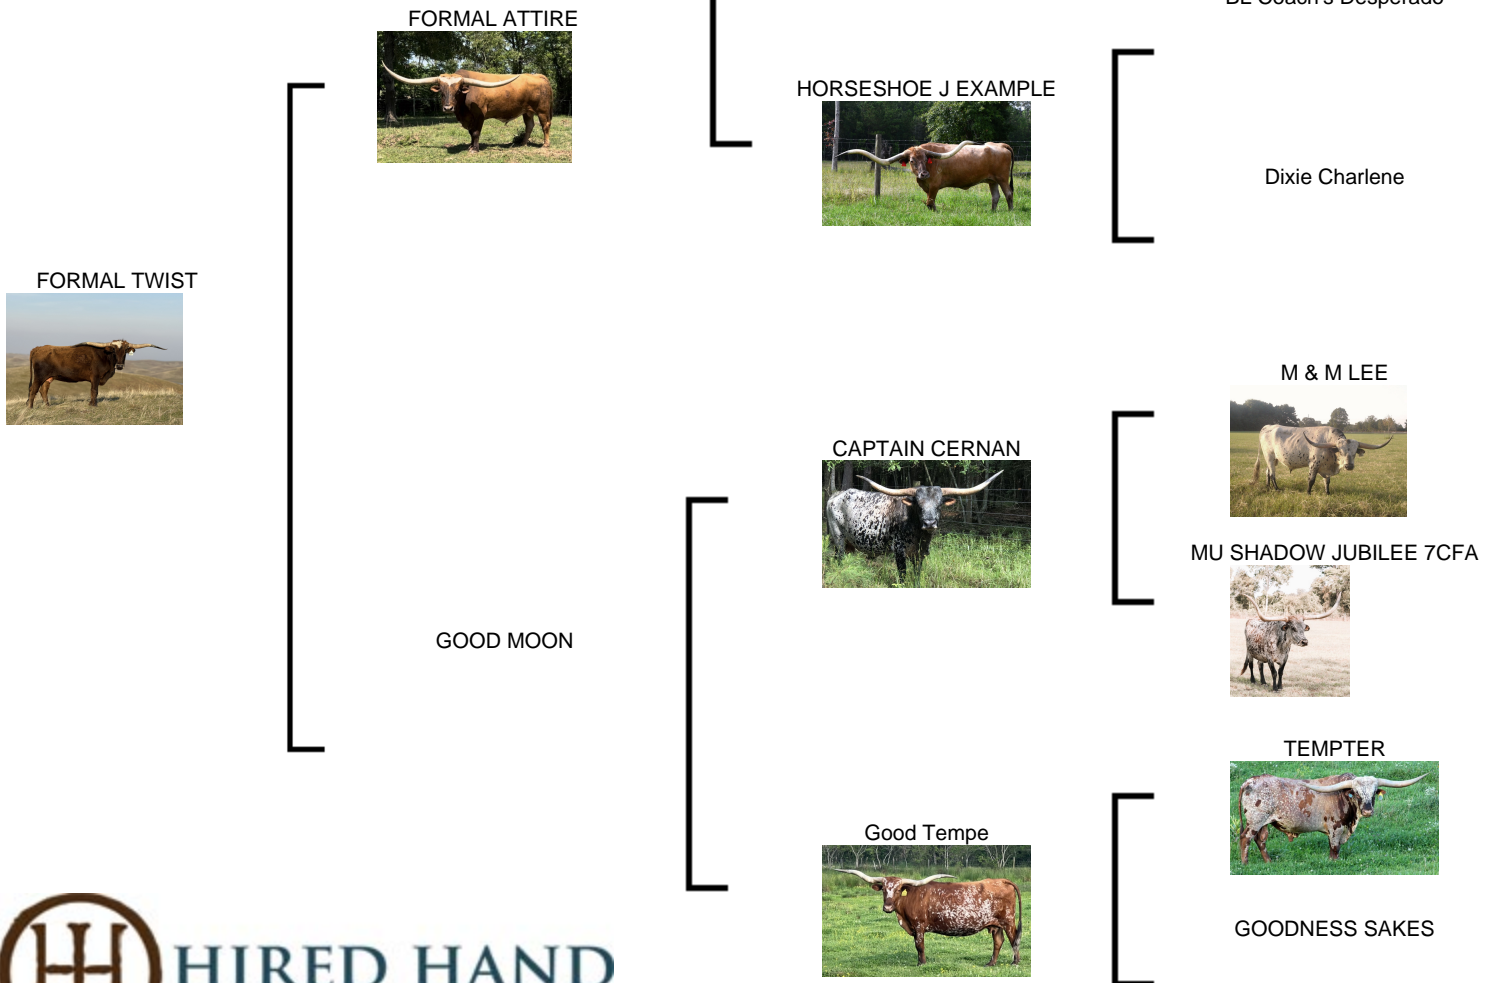 FORMAL ATTIRE
HORSESHOE J EXAMPLE
Dixie Charlene
FORMAL TWIST
M & M LEE
CAPTAIN CERNAN
MU SHADOW JUBILEE 7CFA
GOOD MOON
TEMPTER
Good Tempe
GOODNESS SAKES
HIRED HAND